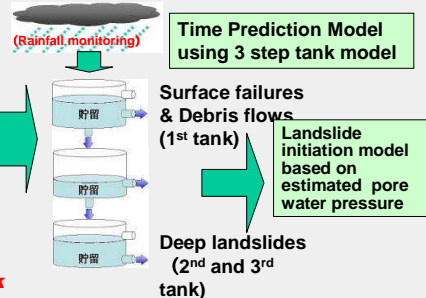 (Rainfall monitoring)
Time Prediction Model
using 3 step tank model
貯留
貯留
貯留
Surface failures
& Debris flows
(1st tank)
Landslide
initiation model
based on
estimated pore
water pressure
Deep landslides
(2nd and 3rd
tank)